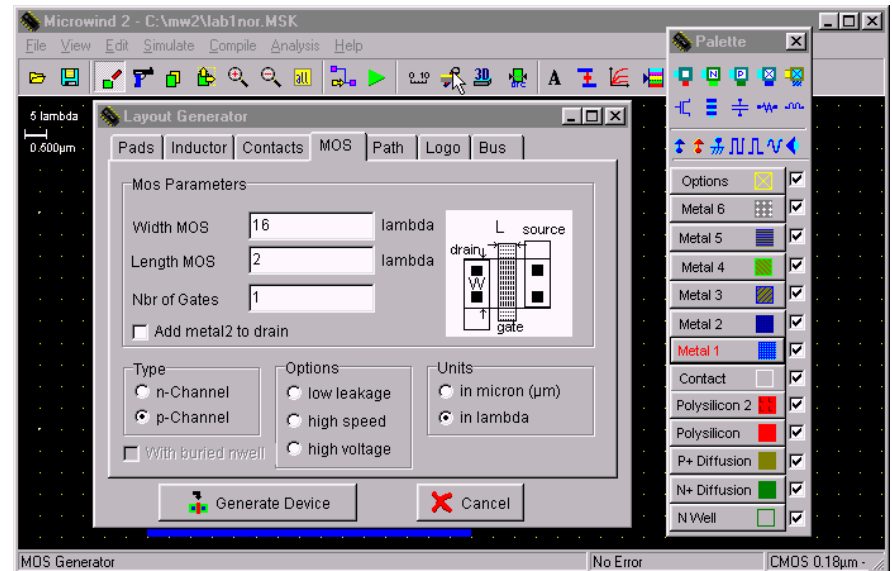 Microwind 2 - C:\mw2\lab1nor.MSK
File View Edit Simulate Compile Analysis Help
all 3D DRC A
5 lambda
0.500µm
Layout Generator
Pads Inductor Contacts MOS Path Logo Bus
Mos Parameters
Width MOS 16 lambda
Length MOS 2 lambda
Nbr of Gates 1
Add metal2 to drain
L source
drain
W
gate
Type
n-Channel
p-Channel
With buried nwell
Options
low leakage
high speed
high voltage
Units
in micron (µm)
in lambda
Generate Device Cancel
Palette
N P
Options
Metal 6
Metal 5
Metal 4
Metal 3
Metal 2
Metal 1
Contact
Polysilicon 2
Polysilicon
P+ Diffusion
N+ Diffusion
N Well
MOS Generator No Error CMOS 0.18µm -